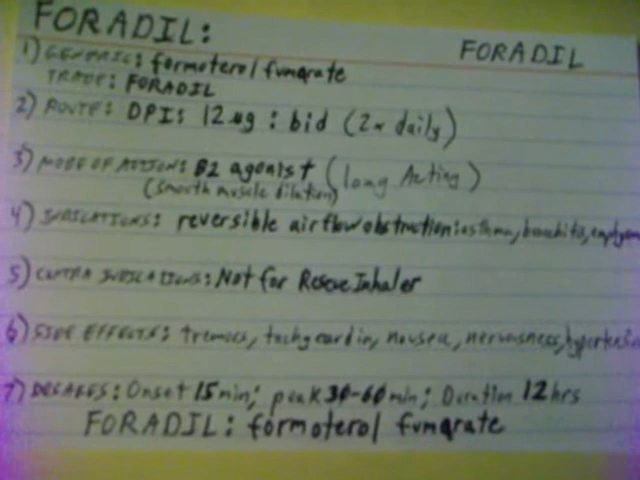 FORADIL:
FORADIL
1) GENERIC: formoterol fumarate
TRADE: FORADIL
2) ROUTE: DPI: 12 ug : bid (2x daily)
3) MODE OF ACTION: B2 agonist (long Acting)
(smooth muscle dilation)
4) INDICATIONS: reversible airflow obstruction: asthma, bronchitis,
5) CONTRA INDICATIONS: Not for Rescue Inhaler
6) SIDE EFFECTS: Tremors, tachycardia, nausea, nervousness,
7) : Onset 15 min; peak 30-60 min; Duration 12 hrs
FORADIL: formoterol fumarate